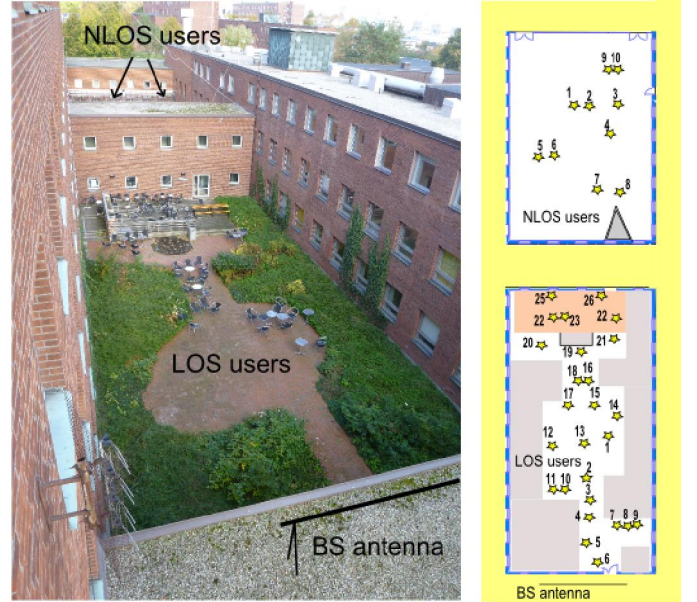 NLOS users
LOS users
BS antenna
9 10
1 2 3
4
5 6
7 8
NLOS users
25 26
22 23 22
20 21
19
18 16
17 15
14
12 13 1
LOS users
2
11 10
3
4 7 8 9
5
6
BS antenna